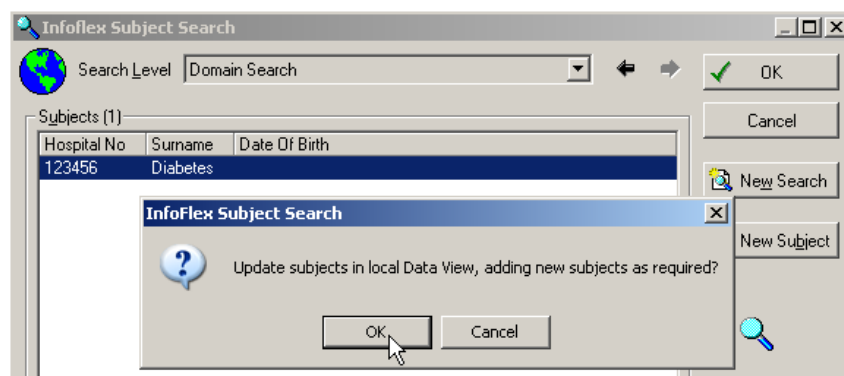 Infoflex Subject Search
Search Level Domain Search
OK
Subjects (1)
Cancel
Hospital No Surname Date Of Birth
123456 Diabetes
New Search
InfoFlex Subject Search
New Subject
Update subjects in local Data View, adding new subjects as required?
OK Cancel